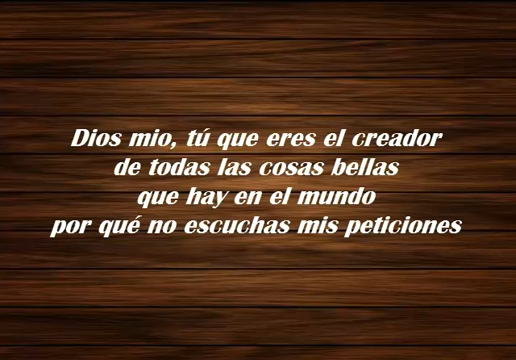 Dios mio, tú que eres el creador
de todas las cosas bellas
que hay en el mundo
por qué no escuchas mis peticiones